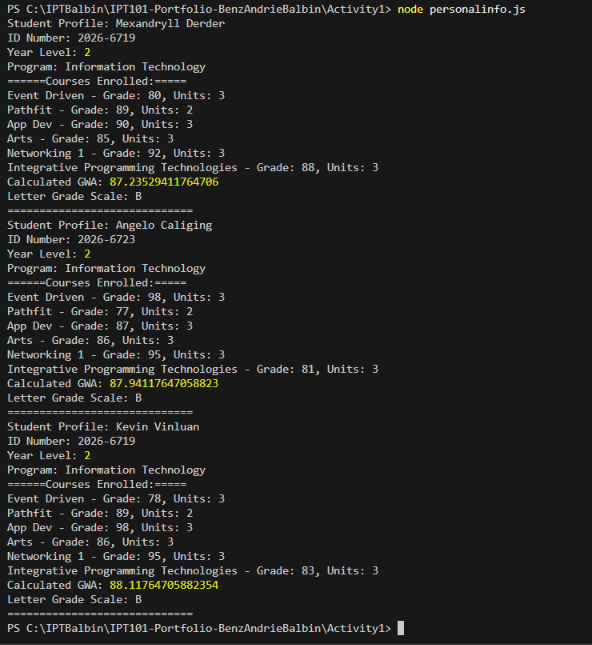 PS C:\IPTBalbin\IPT101-Portfolio-BenzAndrieBalbin\Activity1> node personalinfo.js
Student Profile: Mexandryll Derder
ID Number: 2026-6719
Year Level: 2
Program: Information Technology
======Courses Enrolled:=====
Event Driven - Grade: 80, Units: 3
Pathfit - Grade: 89, Units: 2
App Dev - Grade: 90, Units: 3
Arts - Grade: 85, Units: 3
Networking 1 - Grade: 92, Units: 3
Integrative Programming Technologies - Grade: 88, Units: 3
Calculated GWA: 87.23529411764706
Letter Grade Scale: B
=============================
Student Profile: Angelo Caliging
ID Number: 2026-6723
Year Level: 2
Program: Information Technology
======Courses Enrolled:=====
Event Driven - Grade: 98, Units: 3
Pathfit - Grade: 77, Units: 2
App Dev - Grade: 87, Units: 3
Arts - Grade: 86, Units: 3
Networking 1 - Grade: 95, Units: 3
Integrative Programming Technologies - Grade: 81, Units: 3
Calculated GWA: 87.94117647058823
Letter Grade Scale: B
=============================
Student Profile: Kevin Vinluan
ID Number: 2026-6719
Year Level: 2
Program: Information Technology
======Courses Enrolled:=====
Event Driven - Grade: 78, Units: 3
Pathfit - Grade: 89, Units: 2
App Dev - Grade: 98, Units: 3
Arts - Grade: 86, Units: 3
Networking 1 - Grade: 95, Units: 3
Integrative Programming Technologies - Grade: 83, Units: 3
Calculated GWA: 88.11764705882354
Letter Grade Scale: B
=============================
PS C:\IPTBalbin\IPT101-Portfolio-BenzAndrieBalbin\Activity1>